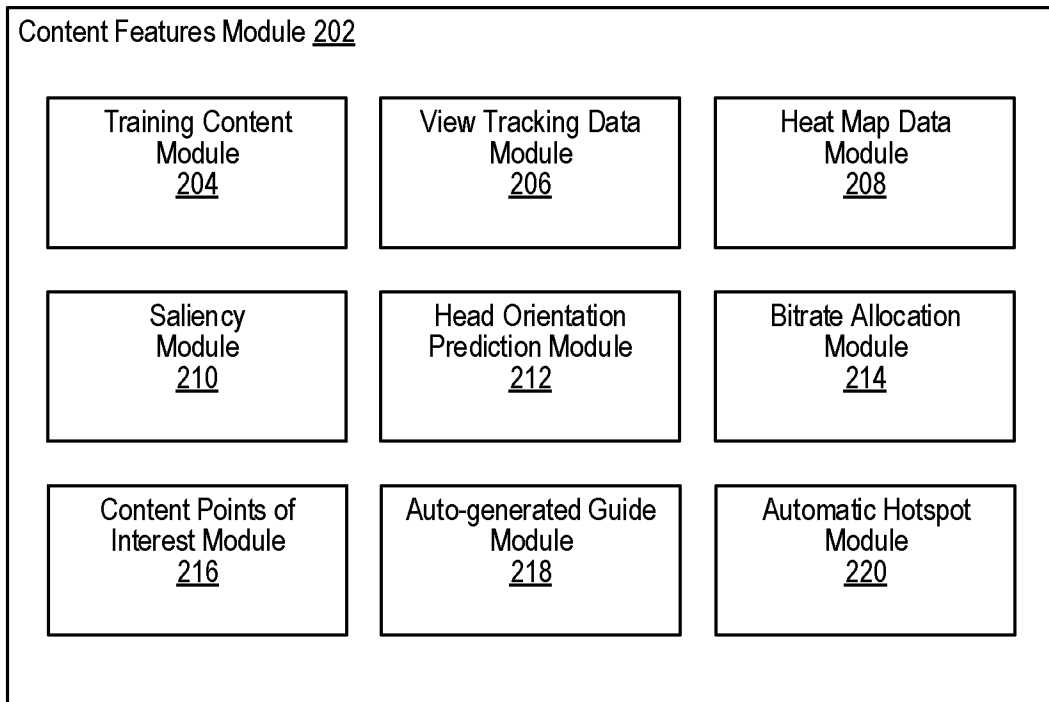 Content Features Module 202
Training Content
Module
204
View Tracking Data
Module
206
Heat Map Data
Module
208
Saliency
Module
210
Head Orientation
Prediction Module
212
Bitrate Allocation
Module
214
Content Points of
Interest Module
216
Auto-generated Guide
Module
218
Automatic Hotspot
Module
220